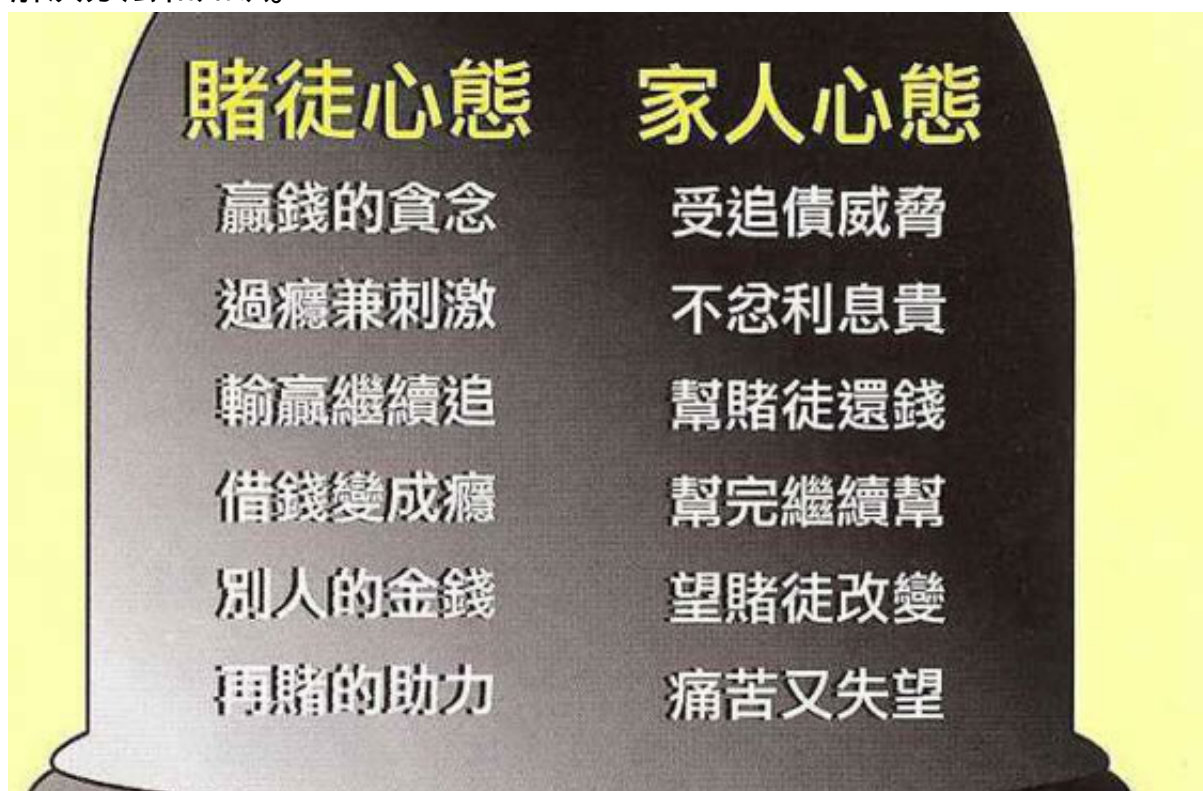 賭徒心態
贏錢的貪念
過癮兼刺激
輸贏繼續追
借錢變成癮
別人的金錢
再賭的助力
家人心態
受追債威脅
不忿利息貴
幫賭徒還錢
幫完繼續幫
望賭徒改變
痛苦又失望